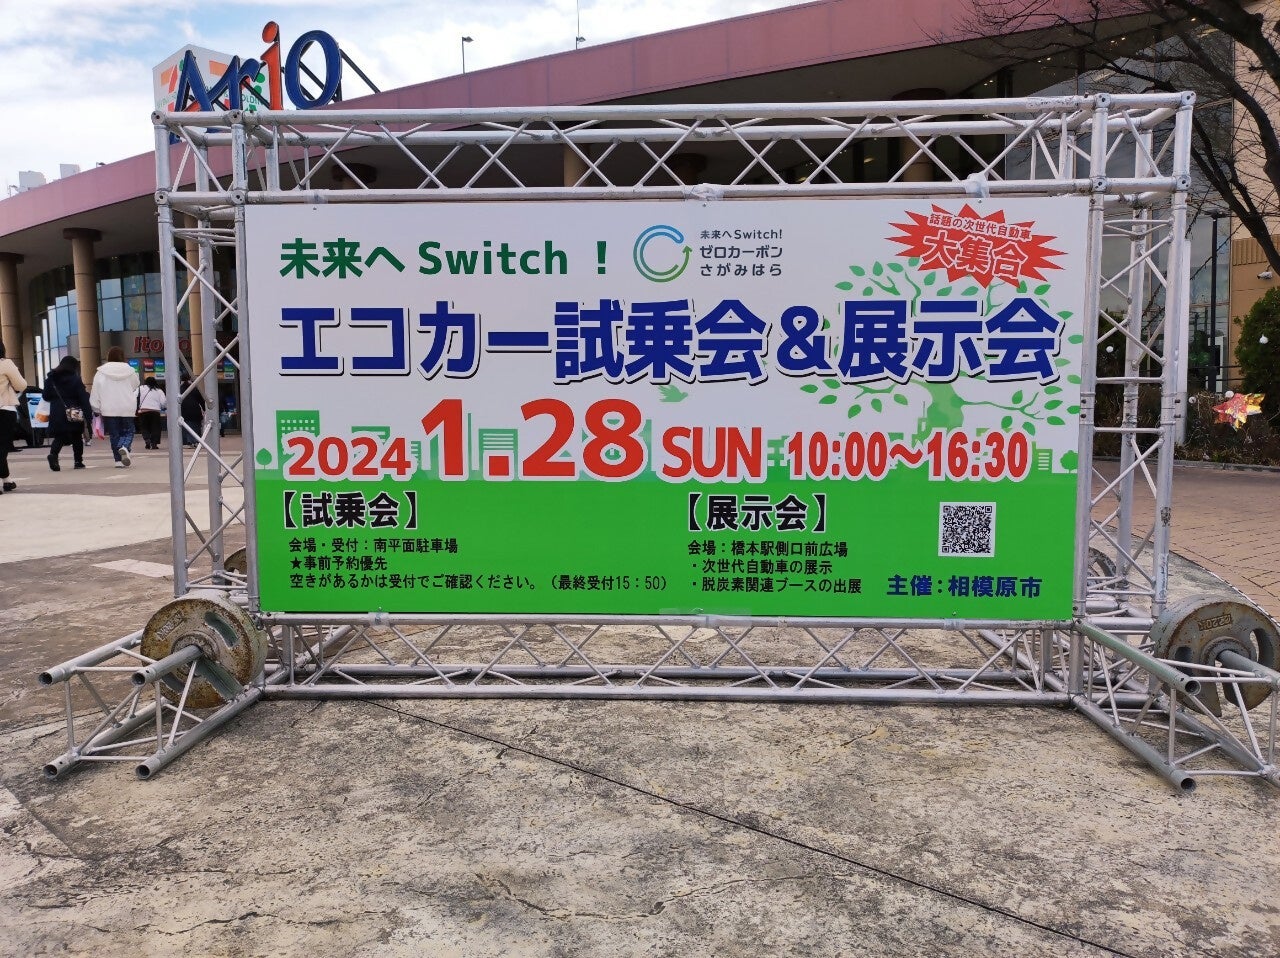 Ario
Ito
未来へ Switch !
未来へSwitch!
ゼロカーボン
さがみはら
話題の次世代自動車
大集合
エコカー試乗会&展示会
2024 1.28 SUN 10:00〜16:30
【試乗会】
会場・受付：南平面駐車場
★事前予約優先
空きがあるかは受付でご確認ください。（最終受付15：50）
【展示会】
会場：橋本駅側口前広場
・次世代自動車の展示
・脱炭素関連ブースの出展
主催：相模原市